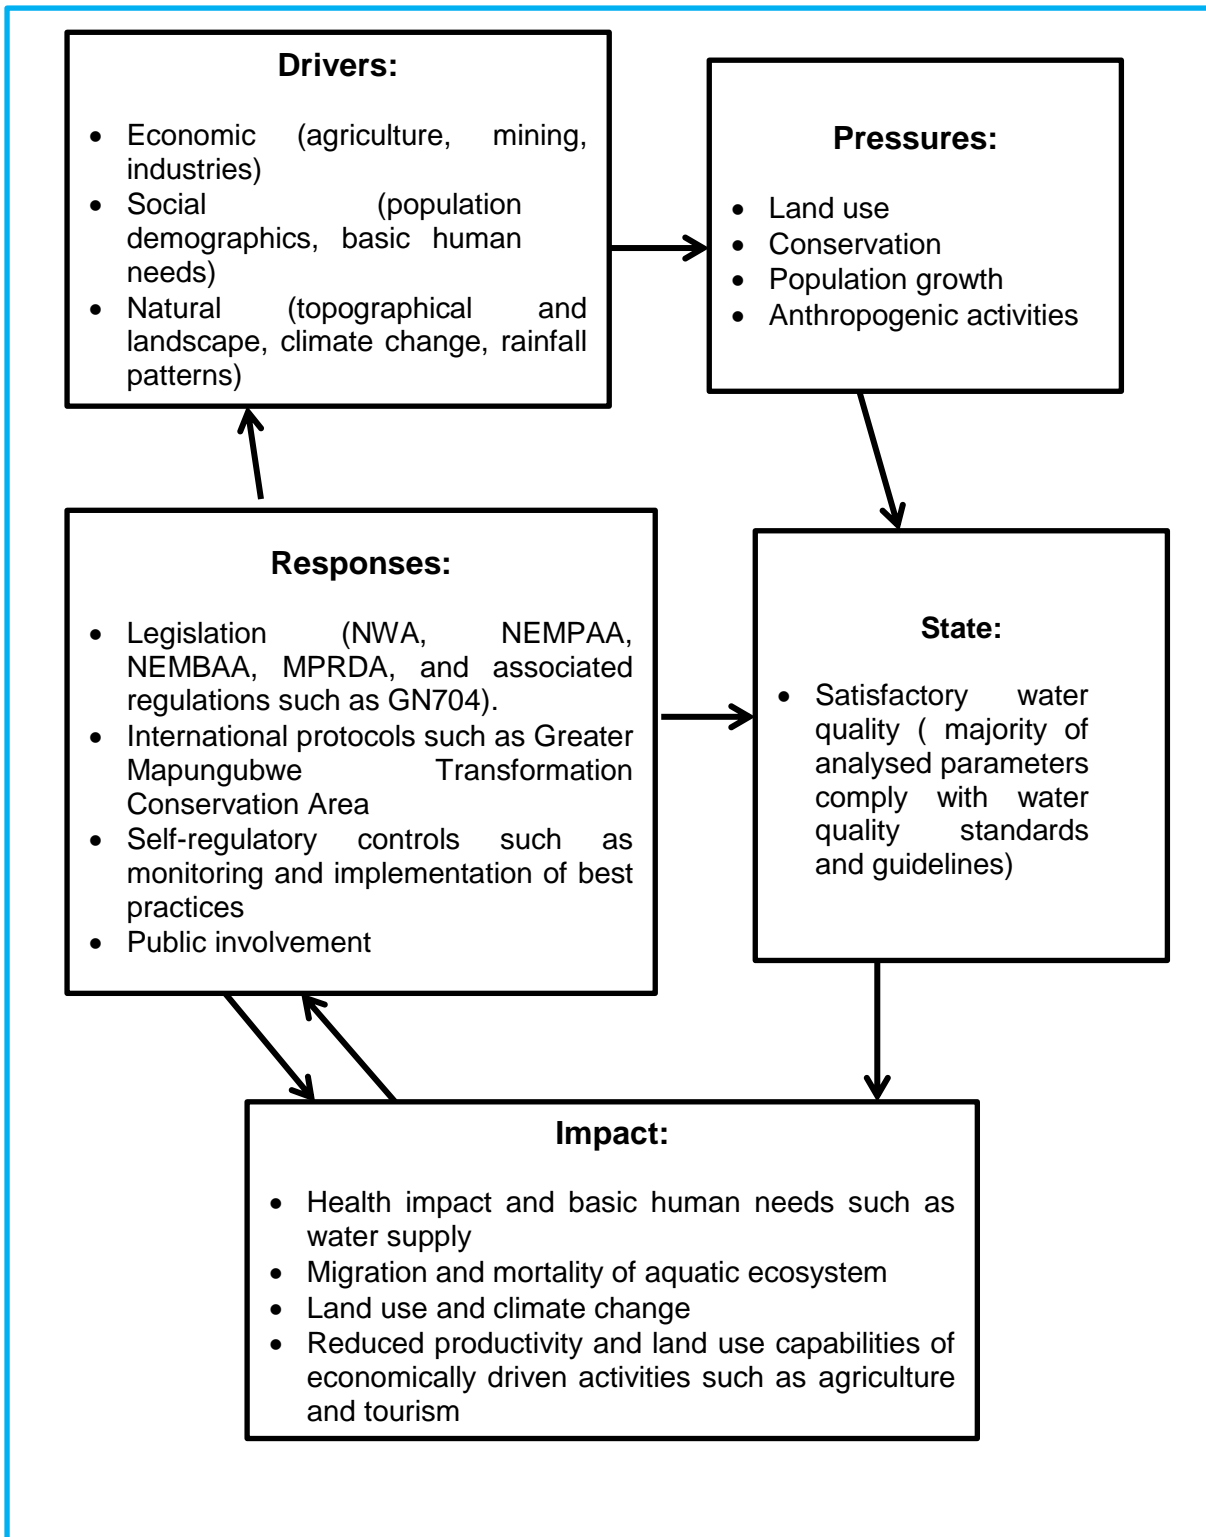 Drivers:
• Economic (agriculture, mining,
industries)
• Social (population
demographics, basic human
needs)
• Natural (topographical and
landscape, climate change, rainfall
patterns)
Pressures:
• Land use
• Conservation
• Population growth
• Anthropogenic activities
Responses:
• Legislation (NWA, NEMPAA,
NEMBAA, MPRDA, and associated
regulations such as GN704).
• International protocols such as Greater
Mapungubwe Transformation
Conservation Area
• Self-regulatory controls such as
monitoring and implementation of best
practices
• Public involvement
State:
• Satisfactory water
quality ( majority of
analysed parameters
comply with water
quality standards
and guidelines)
Impact:
• Health impact and basic human needs such as
water supply
• Migration and mortality of aquatic ecosystem
• Land use and climate change
• Reduced productivity and land use capabilities of
economically driven activities such as agriculture
and tourism